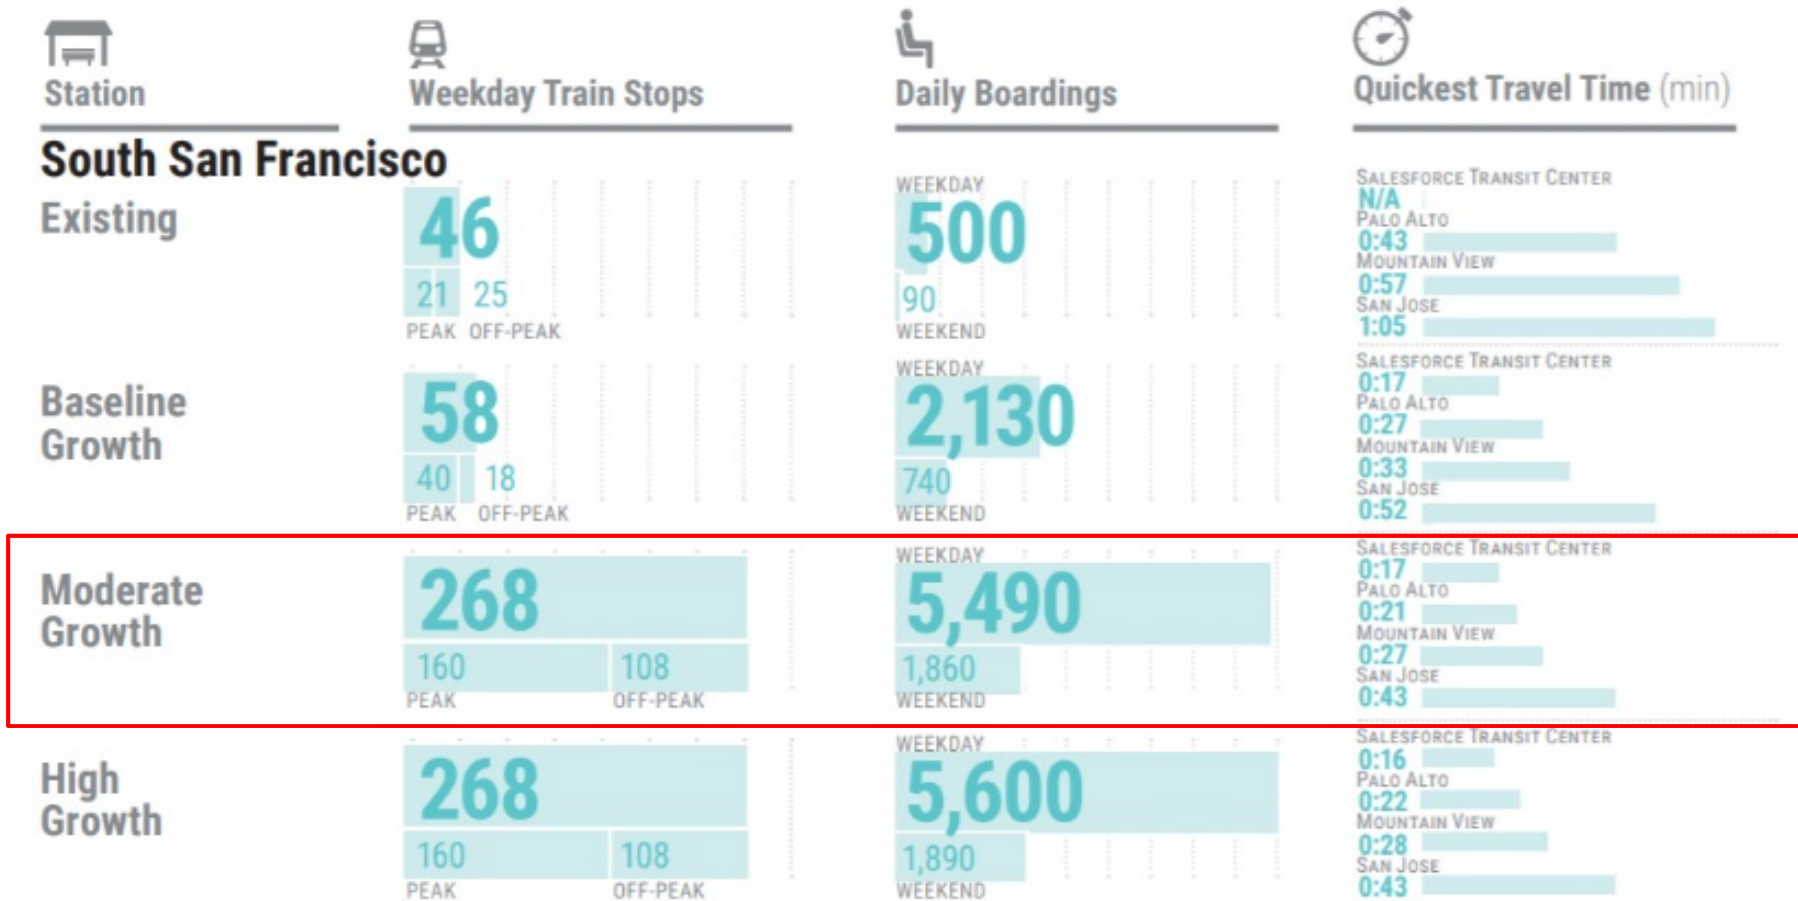 Station
Weekday Train Stops
Daily Boardings
Quickest Travel Time (min)
South San Francisco
Existing
46
21 25
PEAK OFF-PEAK
WEEKDAY
500
90
WEEKEND
SALESFORCE TRANSIT CENTER
N/A
PALO ALTO
0:43
MOUNTAIN VIEW
0:57
SAN JOSE
1:05
Baseline
Growth
58
40 18
PEAK OFF-PEAK
WEEKDAY
2,130
740
WEEKEND
SALESFORCE TRANSIT CENTER
0:17
PALO ALTO
0:27
MOUNTAIN VIEW
0:33
SAN JOSE
0:52
Moderate
Growth
268
160 108
PEAK OFF-PEAK
WEEKDAY
5,490
1,860
WEEKEND
SALESFORCE TRANSIT CENTER
0:17
PALO ALTO
0:21
MOUNTAIN VIEW
0:27
SAN JOSE
0:43
High
Growth
268
160 108
PEAK OFF-PEAK
WEEKDAY
5,600
1,890
WEEKEND
SALESFORCE TRANSIT CENTER
0:16
PALO ALTO
0:22
MOUNTAIN VIEW
0:28
SAN JOSE
0:43